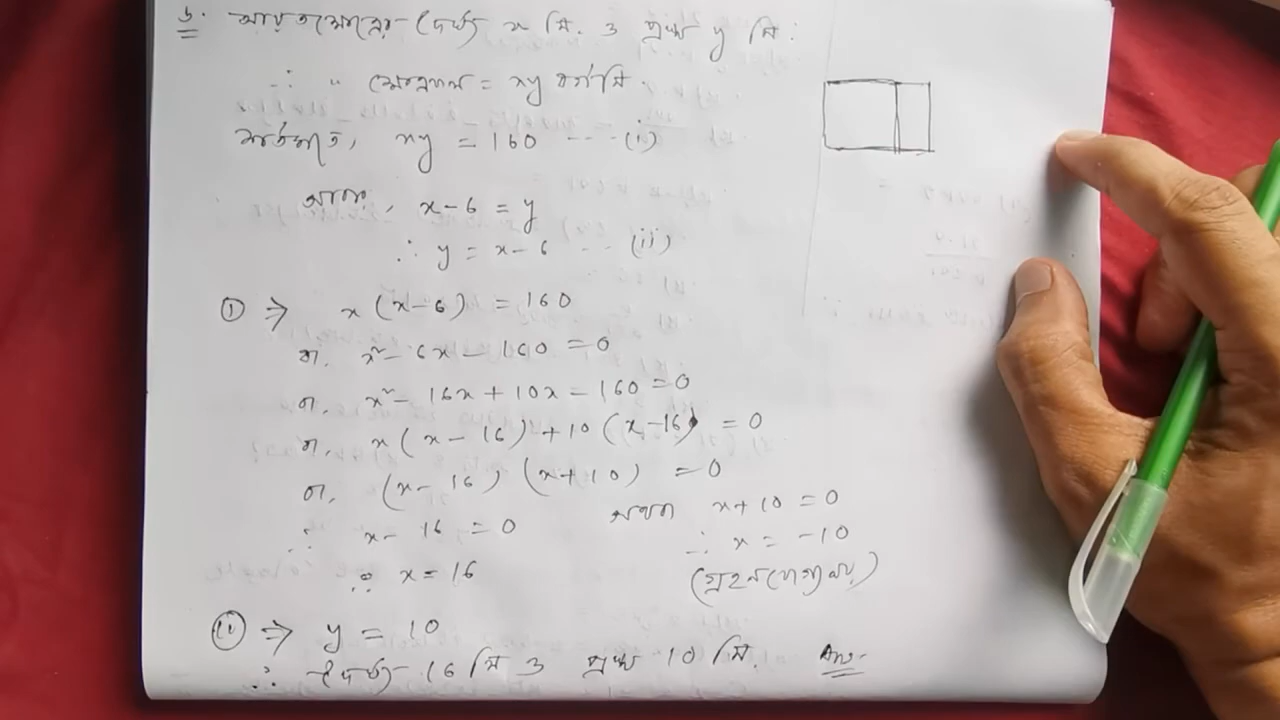 ৬. আয়তক্ষেত্রের দৈর্ঘ্য x মি. ও প্রস্থ y মি.
∴ " ক্ষেত্রফল = xy বর্গমি.
শর্তমতে, xy = 160 --- (i)
আবার, x-6 = y
∴ y = x-6 --- (ii)
① ⇒ x(x-6) = 160
বা, x² - 6x - 160 = 0
বা, x² - 16x + 10x - 160 = 0
বা, x(x-16) + 10(x-16) = 0
বা, (x-16) (x+10) = 0
∴ x - 16 = 0 অথবা x+10 = 0
∴ x = 16 ∴ x = -10
(গ্রহনযোগ্য নয়)
(ii) ⇒ y = 10
∴ দৈর্ঘ্য 16 মি ও প্রস্থ 10 মি. Ans.